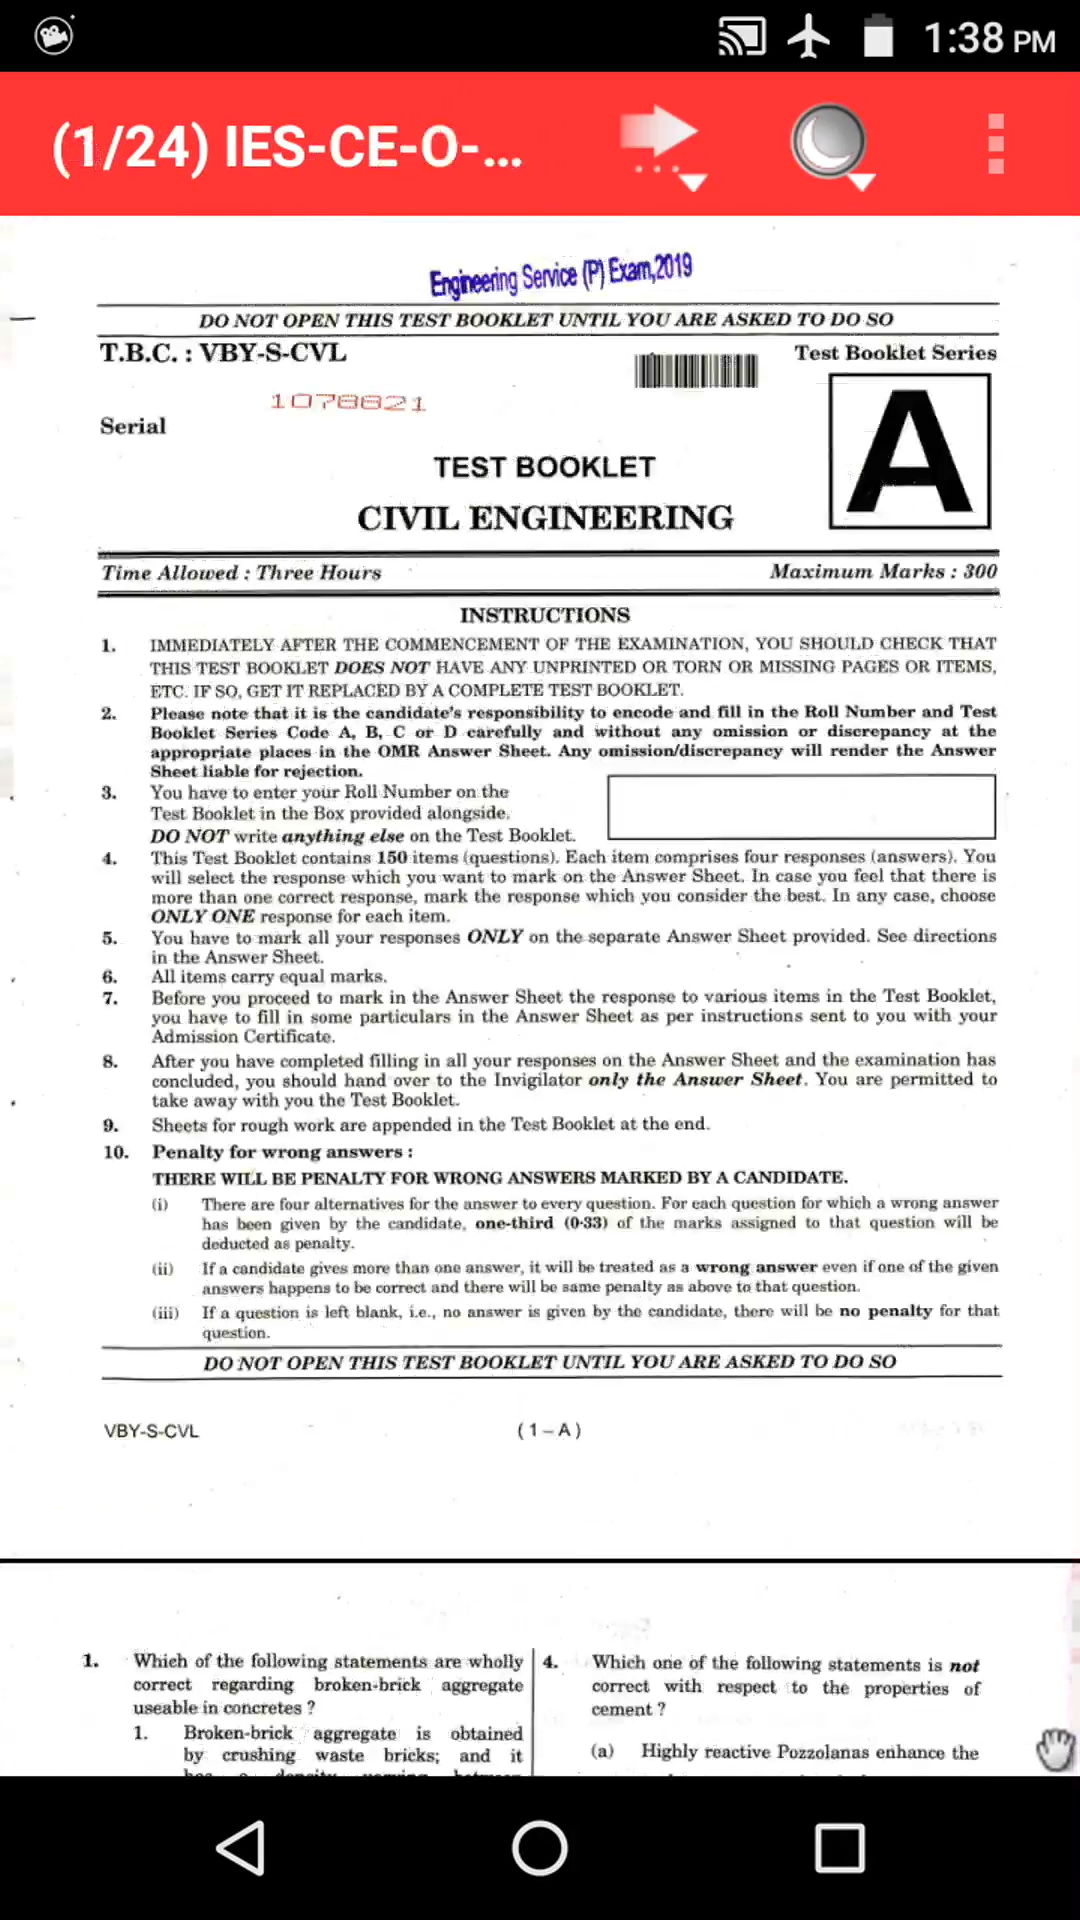 1:38 PM
(1/24) IES-CE-O-...
Engineering Service (P) Exam,2019
DO NOT OPEN THIS TEST BOOKLET UNTIL YOU ARE ASKED TO DO SO
T.B.C. : VBY-S-CVL
Test Booklet Series
1078821
Serial
A
TEST BOOKLET
CIVIL ENGINEERING
Time Allowed : Three Hours
Maximum Marks : 300
INSTRUCTIONS
1. IMMEDIATELY AFTER THE COMMENCEMENT OF THE EXAMINATION, YOU SHOULD CHECK THAT
THIS TEST BOOKLET DOES NOT HAVE ANY UNPRINTED OR TORN OR MISSING PAGES OR ITEMS,
ETC. IF SO, GET IT REPLACED BY A COMPLETE TEST BOOKLET.
2. Please note that it is the candidate's responsibility to encode and fill in the Roll Number and Test
Booklet Series Code A, B, C or D carefully and without any omission or discrepancy at the
appropriate places in the OMR Answer Sheet. Any omission/discrepancy will render the Answer
Sheet liable for rejection.
3. You have to enter your Roll Number on the
Test Booklet in the Box provided alongside.
DO NOT write anything else on the Test Booklet.
4. This Test Booklet contains 150 items (questions). Each item comprises four responses (answers). You
will select the response which you want to mark on the Answer Sheet. In case you feel that there is
more than one correct response, mark the response which you consider the best. In any case, choose
ONLY ONE response for each item.
5. You have to mark all your responses ONLY on the separate Answer Sheet provided. See directions
in the Answer Sheet.
6. All items carry equal marks.
7. Before you proceed to mark in the Answer Sheet the response to various items in the Test Booklet,
you have to fill in some particulars in the Answer Sheet as per instructions sent to you with your
Admission Certificate.
8. After you have completed filling in all your responses on the Answer Sheet and the examination has
concluded, you should hand over to the Invigilator only the Answer Sheet. You are permitted to
take away with you the Test Booklet.
9. Sheets for rough work are appended in the Test Booklet at the end.
10. Penalty for wrong answers :
THERE WILL BE PENALTY FOR WRONG ANSWERS MARKED BY A CANDIDATE.
(i) There are four alternatives for the answer to every question. For each question for which a wrong answer
has been given by the candidate, one-third (0·33) of the marks assigned to that question will be
deducted as penalty.
(ii) If a candidate gives more than one answer, it will be treated as a wrong answer even if one of the given
answers happens to be correct and there will be same penalty as above to that question.
(iii) If a question is left blank, i.e., no answer is given by the candidate, there will be no penalty for that
question.
DO NOT OPEN THIS TEST BOOKLET UNTIL YOU ARE ASKED TO DO SO
VBY-S-CVL
( 1 – A )
1. Which of the following statements are wholly
correct regarding broken-brick aggregate
useable in concretes ?
1. Broken-brick aggregate is obtained
by crushing waste bricks; and it
4. Which one of the following statements is not
correct with respect to the properties of
cement ?
(a) Highly reactive Pozzolanas enhance the